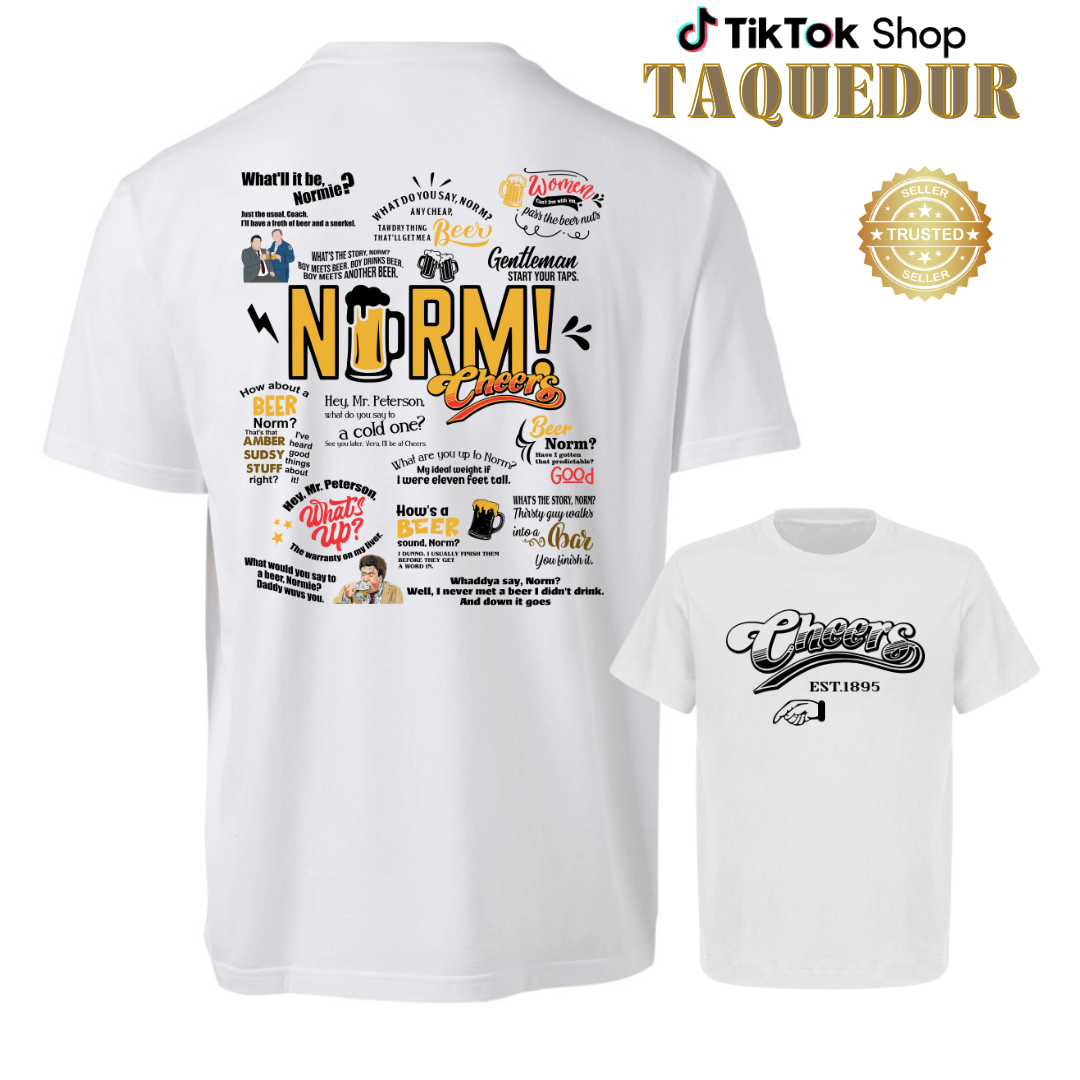 TikTok Shop
TAQUEDUR
SELLER
TRUSTED
SELLER
What'll it be,
Normie?
Just the usual, Coach.
I'll have a froth of beer and a snorkel.
WHAT DO YOU SAY, NORM?
ANY CHEAP,
TAWDRY THING
THAT'LL GET ME A
Beer
Women
Can't live with 'em,
pass the beer nuts
WHAT'S THE STORY, NORM?
BOY MEETS BEER. BOY DRINKS BEER.
BOY MEETS ANOTHER BEER.
Gentleman
START YOUR TAPS.
NORM!
Cheers
How about a
BEER
Norm?
That's that
AMBER
SUDSY
STUFF
right?
I've
heard
good
things
about
it!
Hey, Mr. Peterson,
what do you say to
a cold one?
See you later, Vera, I'll be at Cheers.
Beer
Norm?
Have I gotten
that predictable?
GOOD
What are you up to Norm?
My ideal weight if
I were eleven feet tall.
Hey, Mr. Peterson,
What's
Up?
The warranty on my liver.
How's a
BEER
sound, Norm?
I DUNNO. I USUALLY FINISH THEM
BEFORE THEY GET
A WORD IN.
WHAT'S THE STORY, NORM?
Thirsty guy walks
into a
Bar
You finish it.
What would you say to
a beer, Normie?
Daddy wuvs you.
Whaddya say, Norm?
Well, I never met a beer I didn't drink.
And down it goes
Cheers
EST.1895